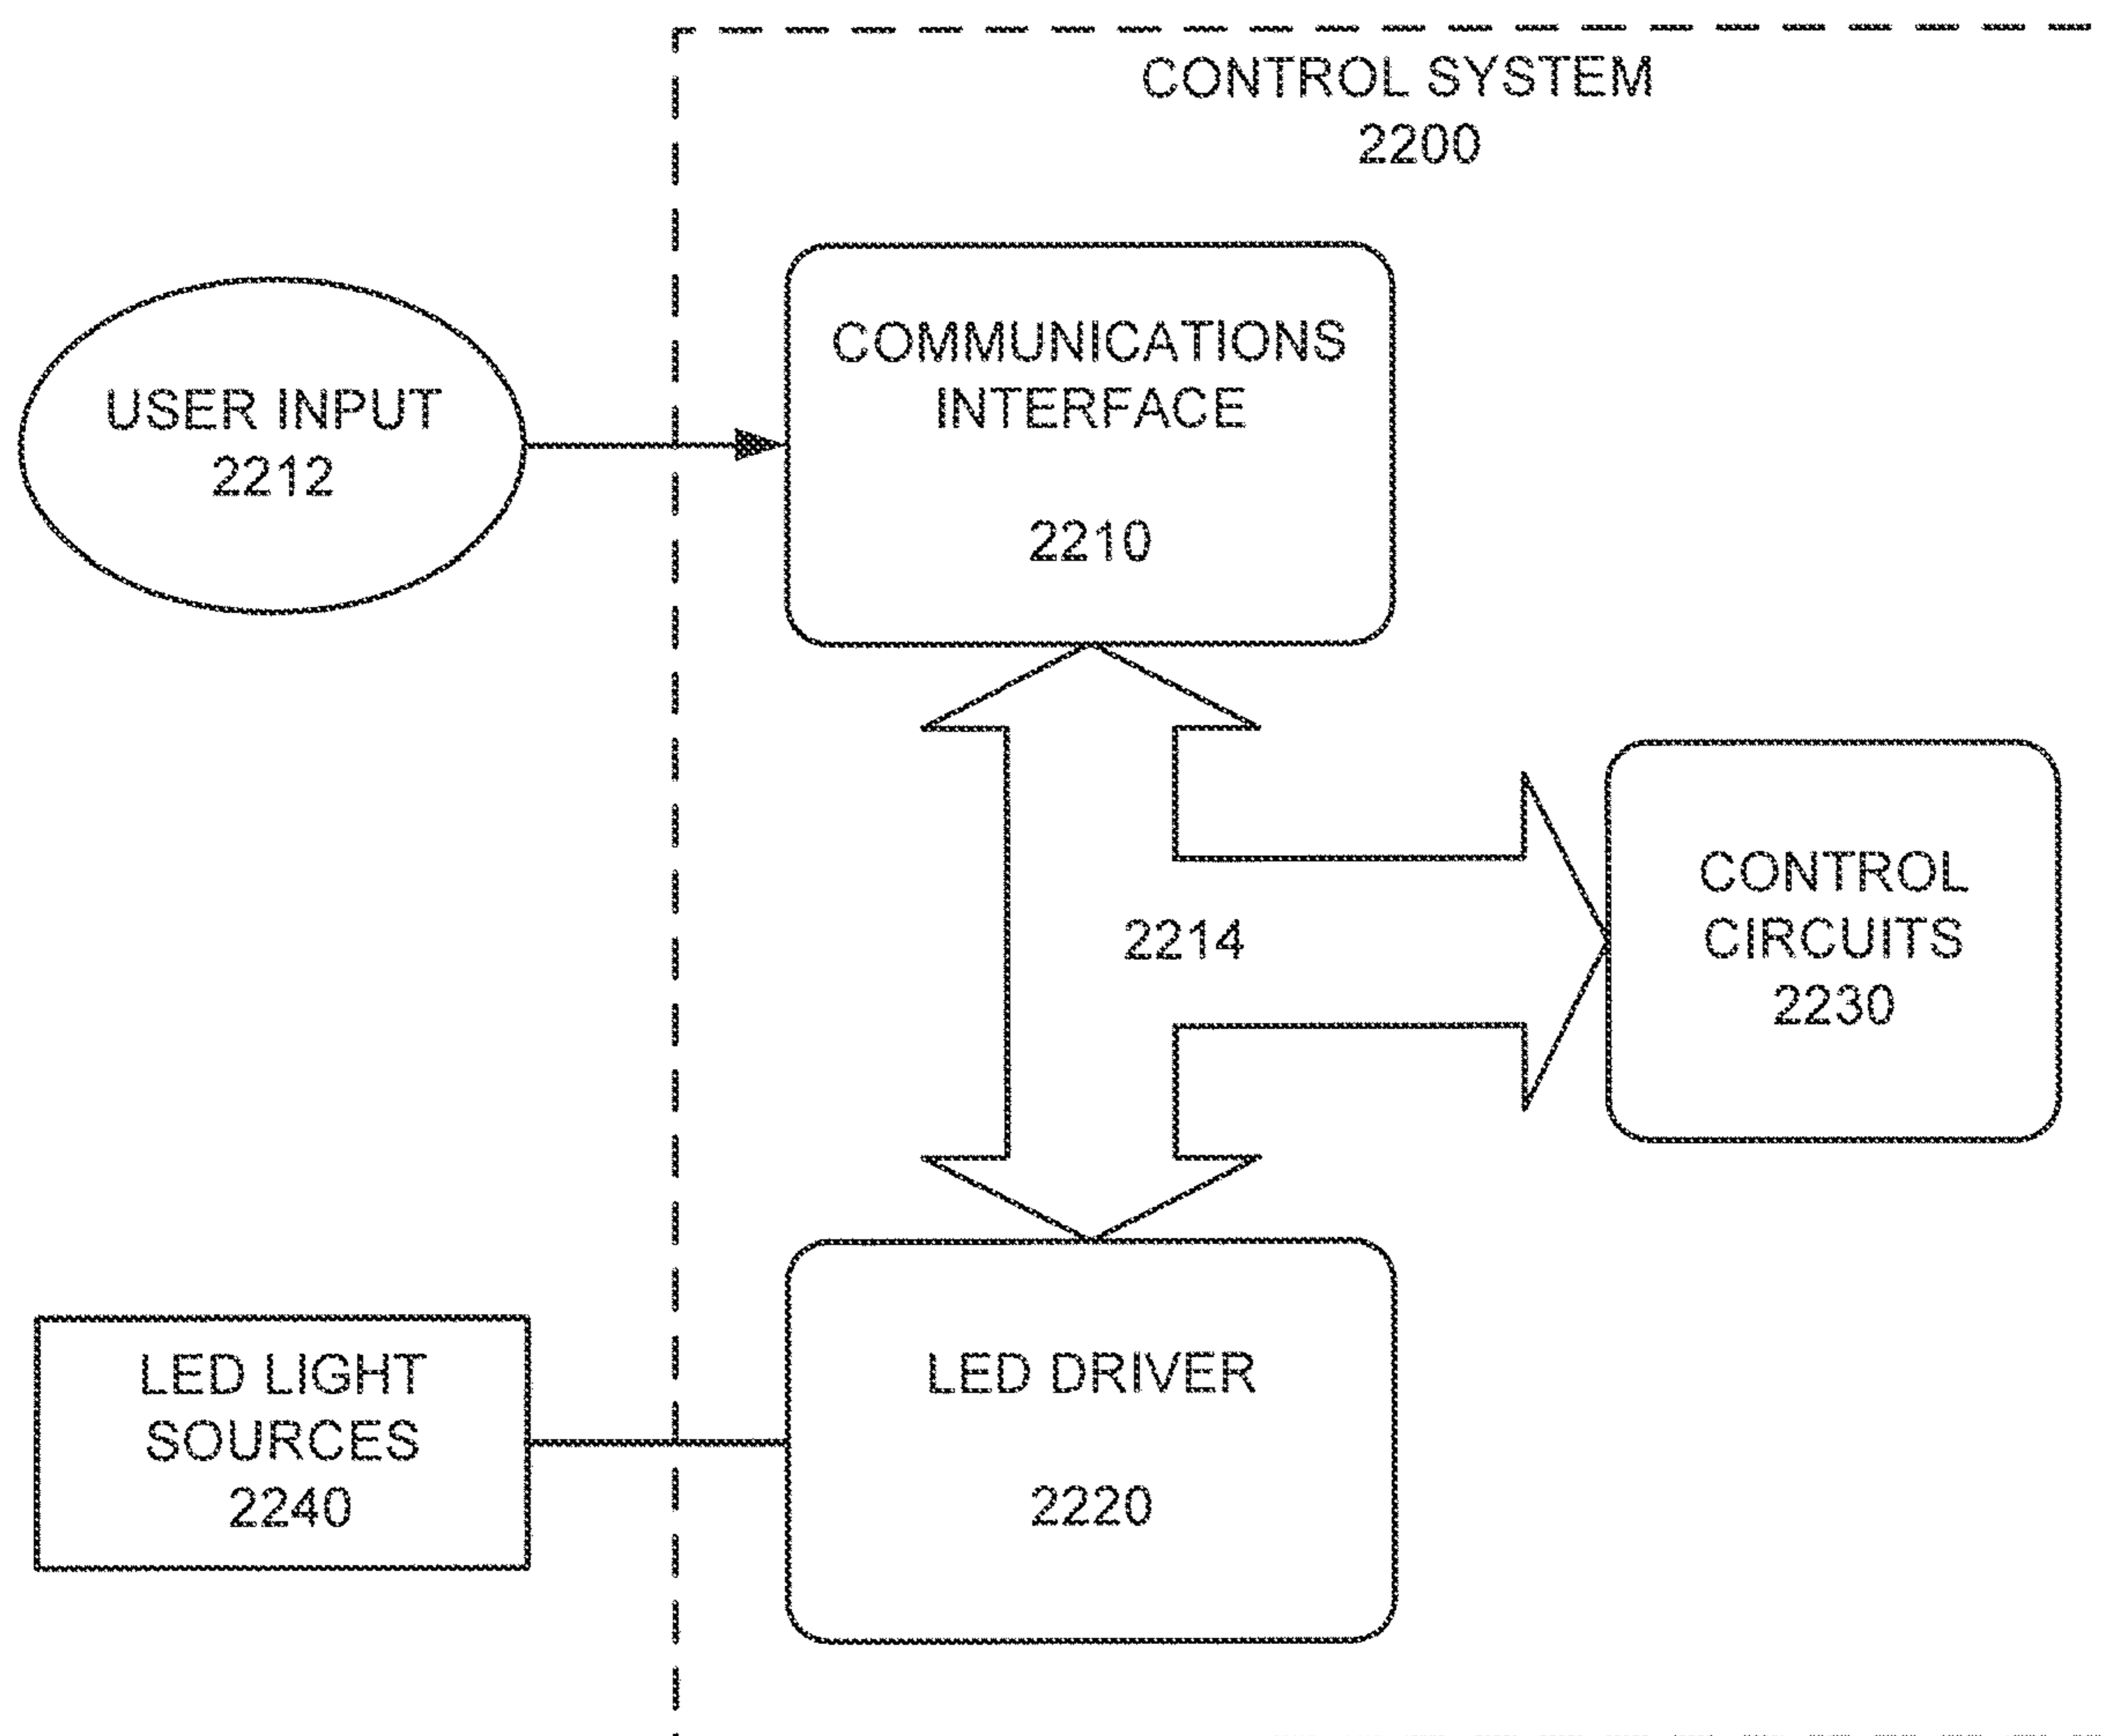 CONTROL SYSTEM
2200
USER INPUT
2212
COMMUNICATIONS
INTERFACE
2210
2214
CONTROL
CIRCUITS
2230
LED LIGHT
SOURCES
2240
LED DRIVER
2220